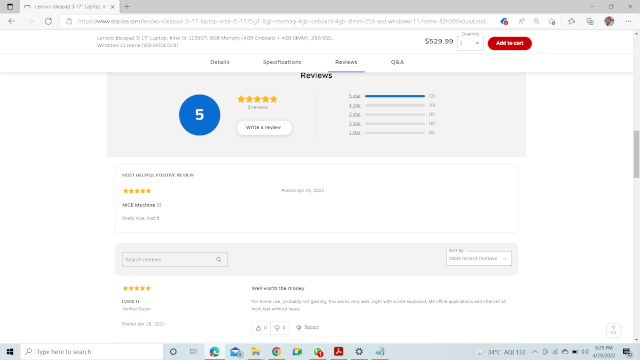 Lenovo Ideapad 3i 17" Laptop, In
https://www.staples.com/lenovo-ideapad-3i-17-laptop-intel-i5-1135g7-8gb-memory-4gb-onboard-4gb-dimm-256-ssd-windows-11-home-82h900e0us/prod...
Lenovo Ideapad 3i 17" Laptop, Intel i5-1135G7, 8GB Memory (4GB Onboard + 4GB DIMM), 256 SSD,
Windows 11 Home (82H900E0US)
$529.99
Quantity
1
Add to cart
Details
Specifications
Reviews
Q&A
Reviews
5
2 reviews
Write a review
5 star (2)
4 star (0)
3 star (0)
2 star (0)
1 star (0)
MOST HELPFUL POSITIVE REVIEW
Posted Apr 10, 2022
NICE Machine !!!
Really nice, fast &
Search reviews
Sort by
Most recent reviews
DAVID H.
Verified Buyer
Posted Apr 28, 2022
Well worth the money
For home use, probably not gaming, this works very well. Light with a nice keyboard, MS office applications and internet all
work fast without issue.
0
0
Report
Type here to search
34°C AQI 133
6:20 PM
4/29/2022